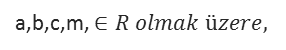 a,b,c,m, ∈ R olmak üzere,